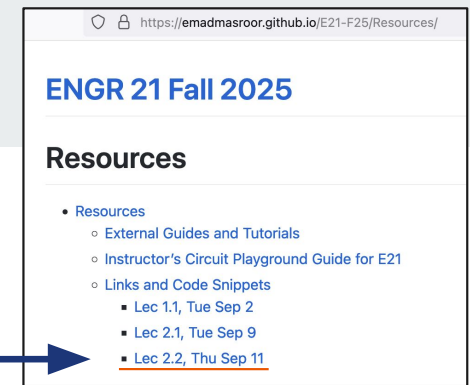 https://emadmasroor.github.io/E21-F25/Resources/
ENGR 21 Fall 2025
Resources
Resources
External Guides and Tutorials
Instructor's Circuit Playground Guide for E21
Links and Code Snippets
Lec 1.1, Tue Sep 2
Lec 2.1, Tue Sep 9
Lec 2.2, Thu Sep 11